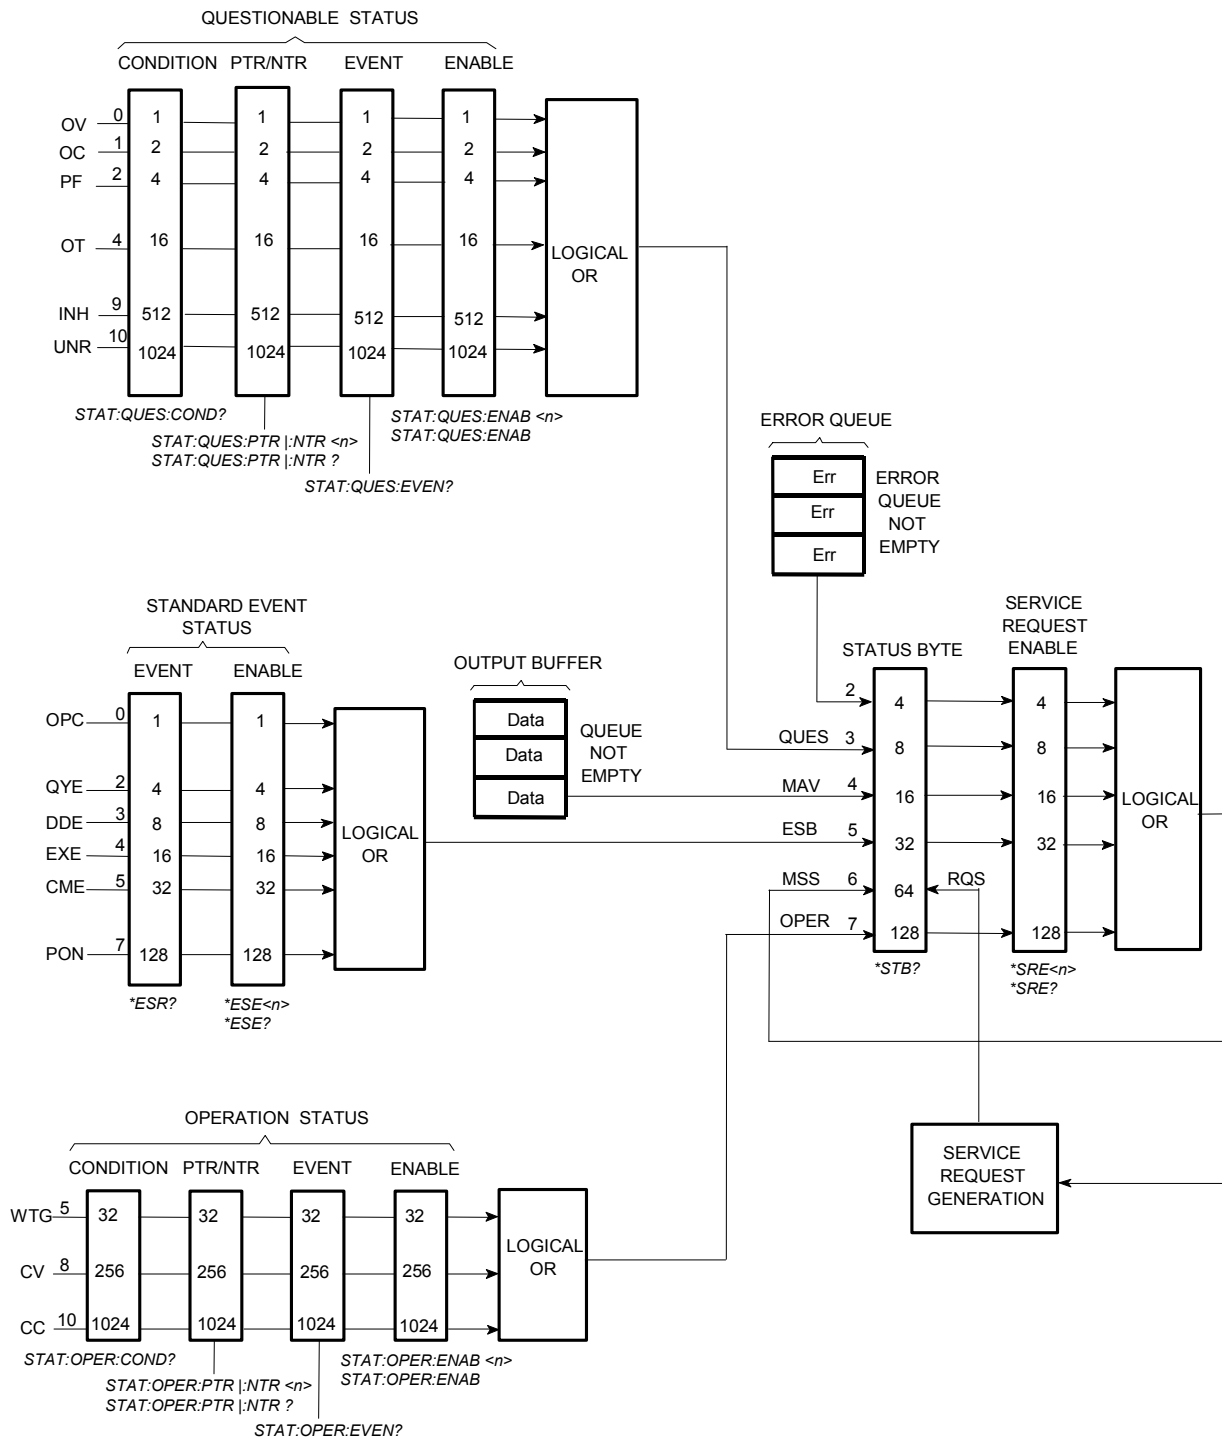 QUESTIONABLE STATUS
CONDITION PTR/NTR EVENT ENABLE
OV 0 1 1 1 1
OC 1 2 2 2 2
PF 2 4 4 4 4
OT 4 16 16 16 16
LOGICAL
OR
INH 9 512 512 512 512
UNR 10 1024 1024 1024 1024
STAT:QUES:COND?
STAT:QUES:PTR |:NTR <n>
STAT:QUES:PTR |:NTR ?
STAT:QUES:EVEN?
STAT:QUES:ENAB <n>
STAT:QUES:ENAB
ERROR QUEUE
Err
Err
Err
ERROR
QUEUE
NOT
EMPTY
STANDARD EVENT
STATUS
EVENT ENABLE
OPC 0 1 1
QYE 2 4 4
DDE 3 8 8
EXE 4 16 16
CME 5 32 32
PON 7 128 128
LOGICAL
OR
*ESR?
*ESE<n>
*ESE?
OUTPUT BUFFER
Data
Data
Data
QUEUE
NOT
EMPTY
STATUS BYTE
SERVICE
REQUEST
ENABLE
2 4 4
QUES 3 8 8
MAV 4 16 16
ESB 5 32 32
MSS 6 64 RQS
OPER 7 128 128
LOGICAL
OR
*STB?
*SRE<n>
*SRE?
SERVICE
REQUEST
GENERATION
OPERATION STATUS
CONDITION PTR/NTR EVENT ENABLE
WTG 5 32 32 32 32
CV 8 256 256 256 256
CC 10 1024 1024 1024 1024
LOGICAL
OR
STAT:OPER:COND?
STAT:OPER:PTR |:NTR <n>
STAT:OPER:PTR |:NTR ?
STAT:OPER:EVEN?
STAT:OPER:ENAB <n>
STAT:OPER:ENAB